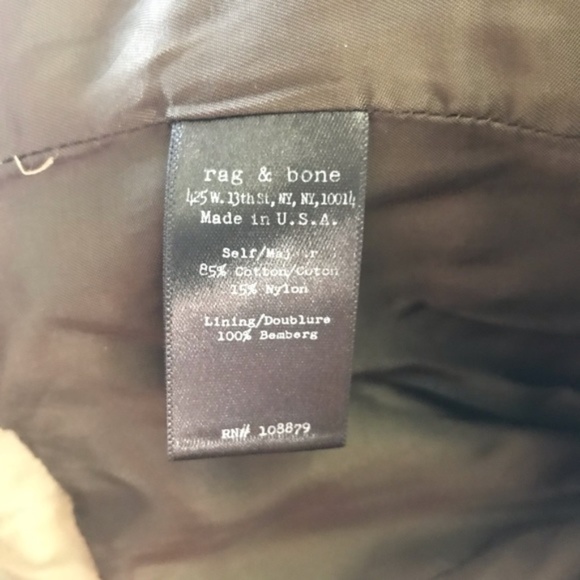 rag & bone
425 W. 13th St, NY, NY, 10014
Made in U.S.A.
Self/
85% Cotton/Coton
15% Nylon
Lining/Doublure
100% Bemberg
RN# 108879